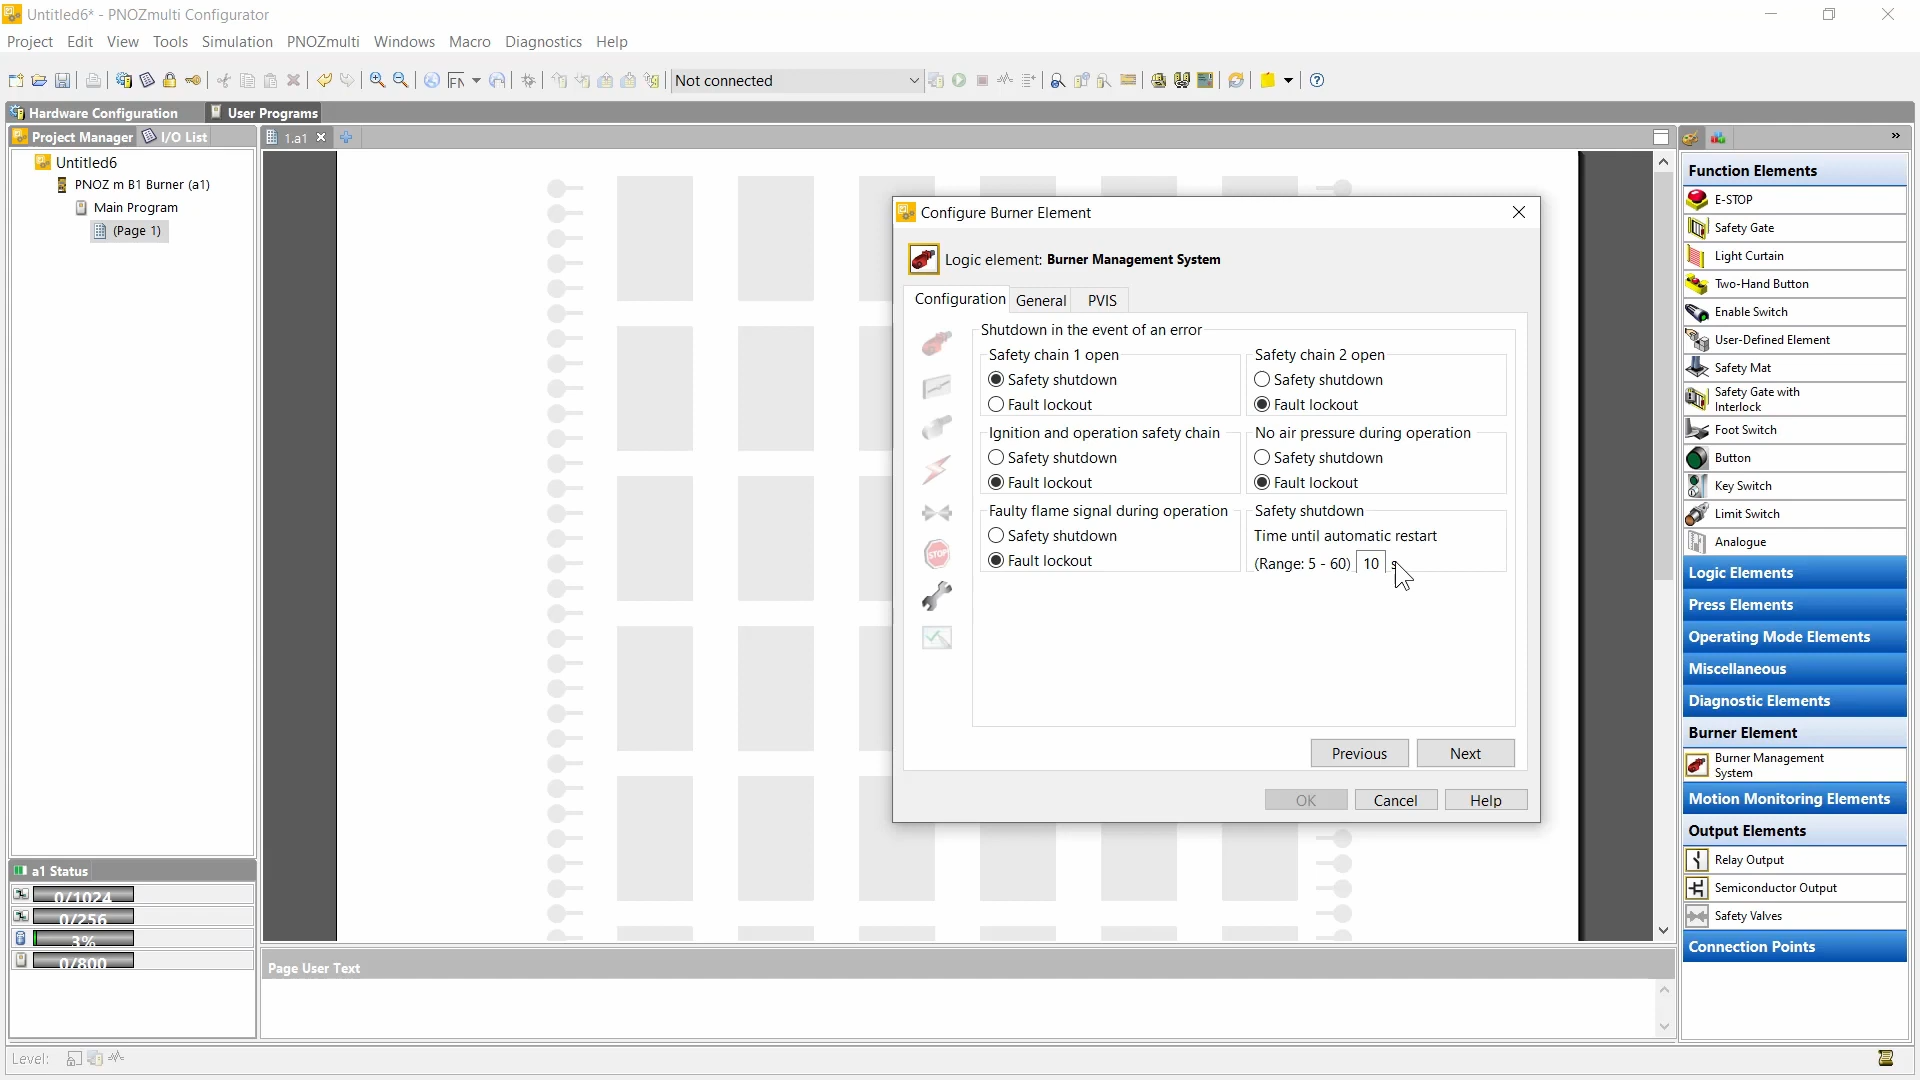 Untitled6* - PNOZmulti Configurator
Project Edit View Tools Simulation PNOZmulti Windows Macro Diagnostics Help
Not connected
Hardware Configuration User Programs
Project Manager I/O List 1.a1
Untitled6
PNOZ m B1 Burner (a1)
Main Program
(Page 1)
Configure Burner Element
Logic element: Burner Management System
Configuration General PVIS
Shutdown in the event of an error
Safety chain 1 open
Safety shutdown
Fault lockout
Safety chain 2 open
Safety shutdown
Fault lockout
Ignition and operation safety chain
Safety shutdown
Fault lockout
No air pressure during operation
Safety shutdown
Fault lockout
Faulty flame signal during operation
Safety shutdown
Fault lockout
Safety shutdown
Time until automatic restart
(Range: 5 - 60) 10 s
STOP
Previous Next
OK Cancel Help
Function Elements
E-STOP
Safety Gate
Light Curtain
Two-Hand Button
Enable Switch
User-Defined Element
Safety Mat
Safety Gate with
Interlock
Foot Switch
Button
Key Switch
Limit Switch
Analogue
Logic Elements
Press Elements
Operating Mode Elements
Miscellaneous
Diagnostic Elements
Burner Element
Burner Management
System
Motion Monitoring Elements
Output Elements
Relay Output
Semiconductor Output
Safety Valves
Connection Points
a1 Status
0/1024
0/256
3%
0/800
Page User Text
Level: